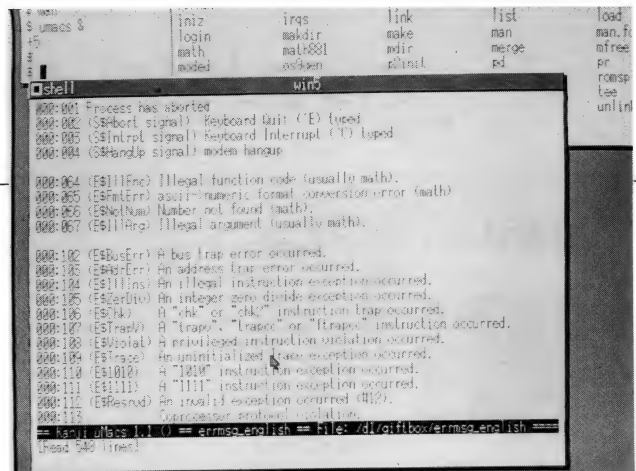 $ man
$ umacs &
+5
iniz irqs link list load
login makdir make man man.fo
math math881 mdir merge mfree
moded os9gen p2init pd pr
romsp
tee
unlin
shell win5
000:001 Process has aborted
000:002 (S$Abort signal) Keyboard Quit (^E) typed
000:003 (S$Intrpt signal) Keyboard Interrupt (^C) typed
000:004 (S$HangUp signal) modem hangup
000:064 (E$IllFnc) Illegal function code (usually math).
000:065 (E$FmtErr) ascii->numeric format conversion error (math)
000:066 (E$NotNum) Number not found (math).
000:067 (E$IllArg) Illegal argument (usually math).
000:102 (E$BusErr) A bus trap error occurred.
000:103 (E$AdrErr) An address trap error occurred.
000:104 (E$IllIns) An illegal instruction exception occurred.
000:105 (E$ZerDiv) An integer zero divide exception occurred.
000:106 (E$Chk) A "chk" or "chk2" instruction trap occurred.
000:107 (E$TrapV) A "trapv", "trapcc" or "ftrapcc" instruction occurred.
000:108 (E$Violat) A privileged instruction violation occurred.
000:109 (E$Trace) An uninitialized trace exception occurred.
000:110 (E$1010) A "1010" instruction exception occurred.
000:111 (E$1111) A "1111" instruction exception occurred.
000:112 (E$Resrvd) An invalid exception occurred (#12).
000:113 Coprocessor protocol violation.
== Kanji uMacs 1.1 () == errmsg_english == File: /d1/giftbox/errmsg_english ====
[head 540 lines]